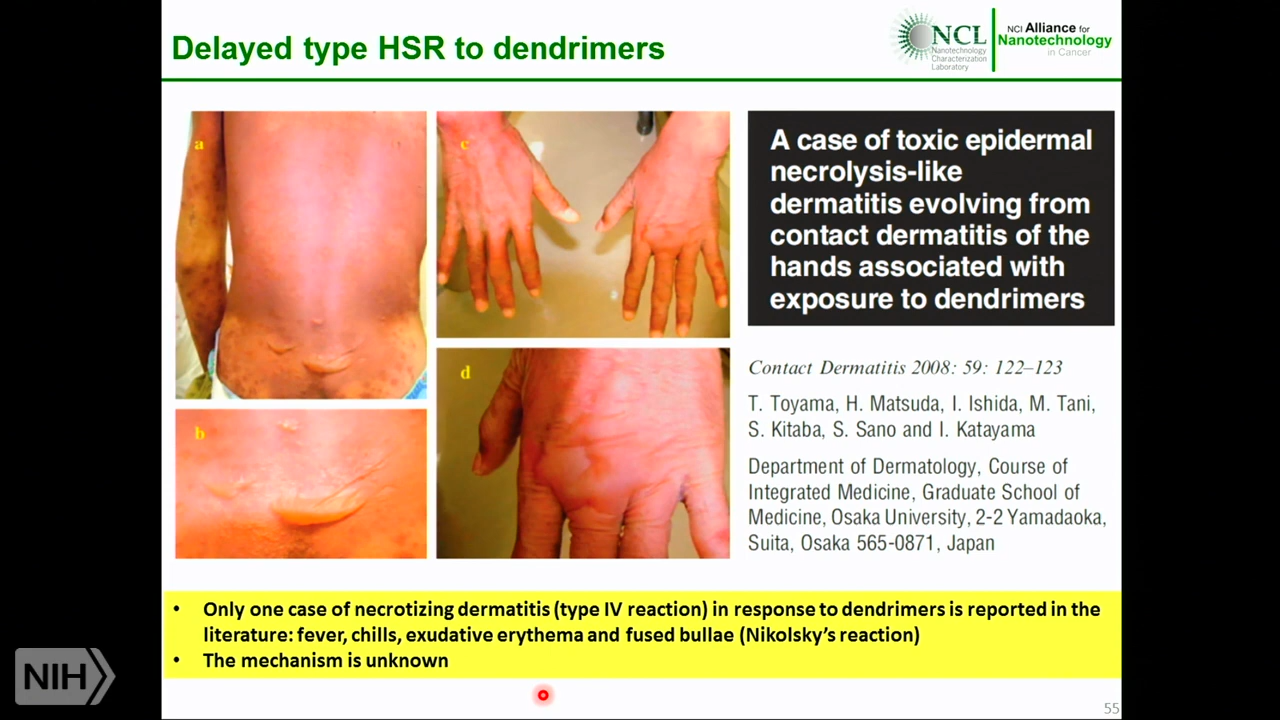 Delayed type HSR to dendrimers
NCL
Nanotechnology
Characterization
Laboratory
NCI Alliance for
Nanotechnology
in Cancer
a
b
c
d
A case of toxic epidermal
necrolysis-like
dermatitis evolving from
contact dermatitis of the
hands associated with
exposure to dendrimers
Contact Dermatitis 2008: 59: 122–123
T. Toyama, H. Matsuda, I. Ishida, M. Tani,
S. Kitaba, S. Sano and I. Katayama
Department of Dermatology, Course of
Integrated Medicine, Graduate School of
Medicine, Osaka University, 2-2 Yamadaoka,
Suita, Osaka 565-0871, Japan
• Only one case of necrotizing dermatitis (type IV reaction) in response to dendrimers is reported in the
literature: fever, chills, exudative erythema and fused bullae (Nikolsky’s reaction)
• The mechanism is unknown
NIH
55